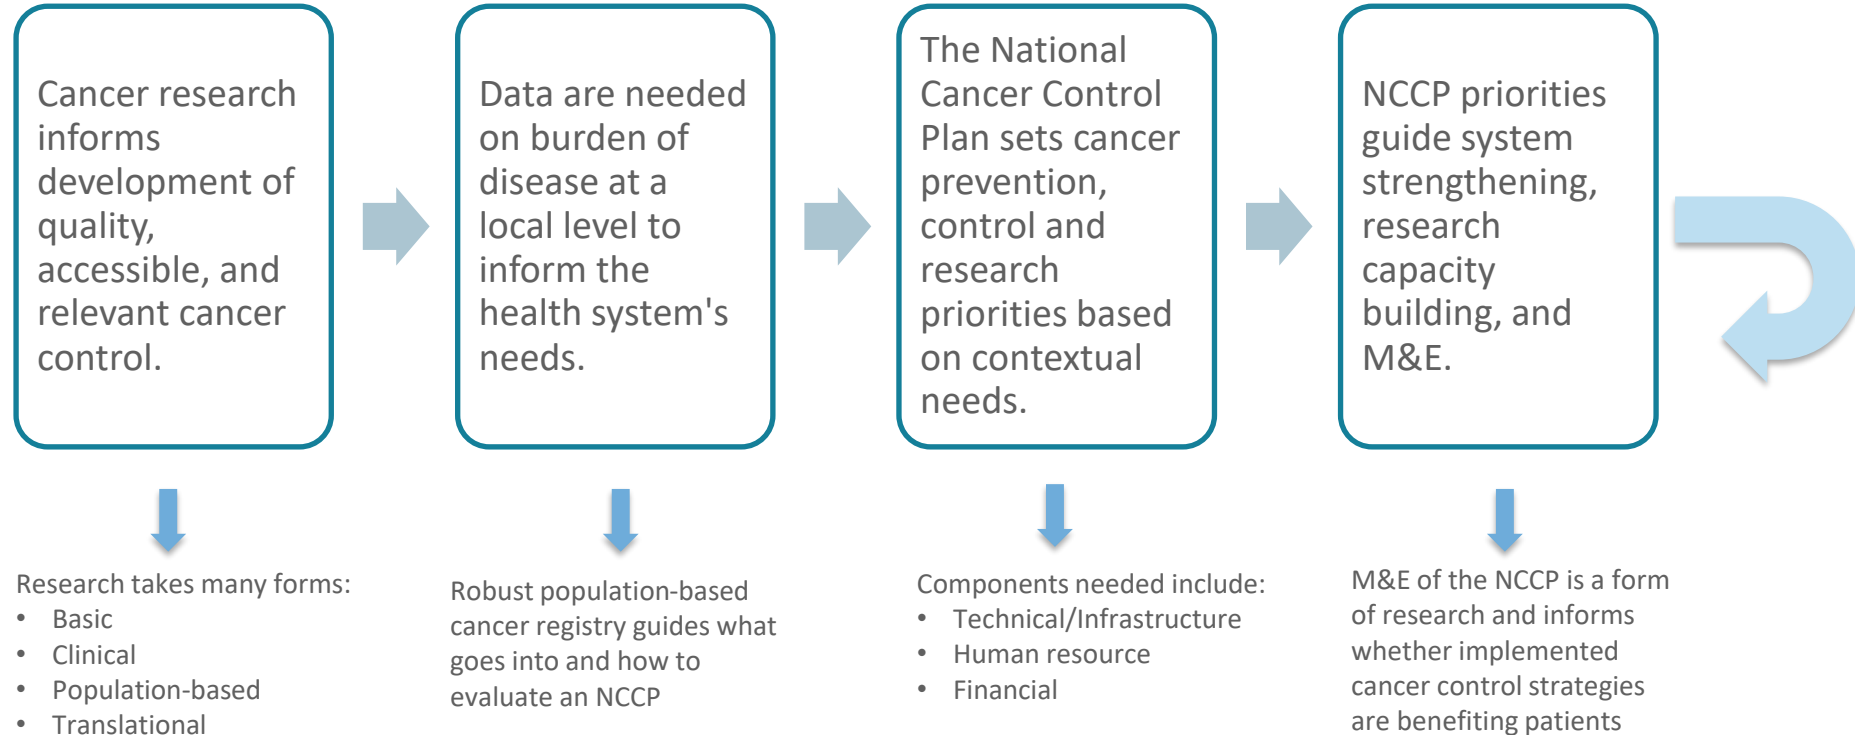 Cancer research
informs
development of
quality,
accessible, and
relevant cancer
control.
Data are needed
on burden of
disease at a
local level to
inform the
health system's
needs.
The National
Cancer Control
Plan sets cancer
prevention,
control and
research
priorities based
on contextual
needs.
NCCP priorities
guide system
strengthening,
research
capacity
building, and
M&E.
Research takes many forms:
• Basic
• Clinical
• Population-based
• Translational
Robust population-based
cancer registry guides what
goes into and how to
evaluate an NCCP
Components needed include:
• Technical/Infrastructure
• Human resource
• Financial
M&E of the NCCP is a form
of research and informs
whether implemented
cancer control strategies
are benefiting patients